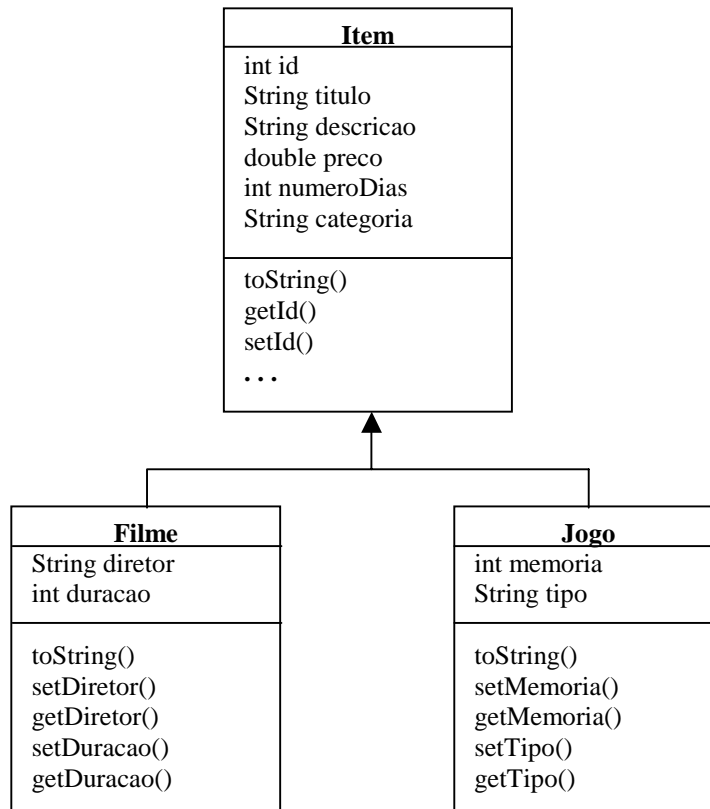 Item
int id
String titulo
String descricao
double preco
int numeroDias
String categoria
toString()
getId()
setId()
...
Filme
String diretor
int duracao
toString()
setDiretor()
getDiretor()
setDuracao()
getDuracao()
Jogo
int memoria
String tipo
toString()
setMemoria()
getMemoria()
setTipo()
getTipo()